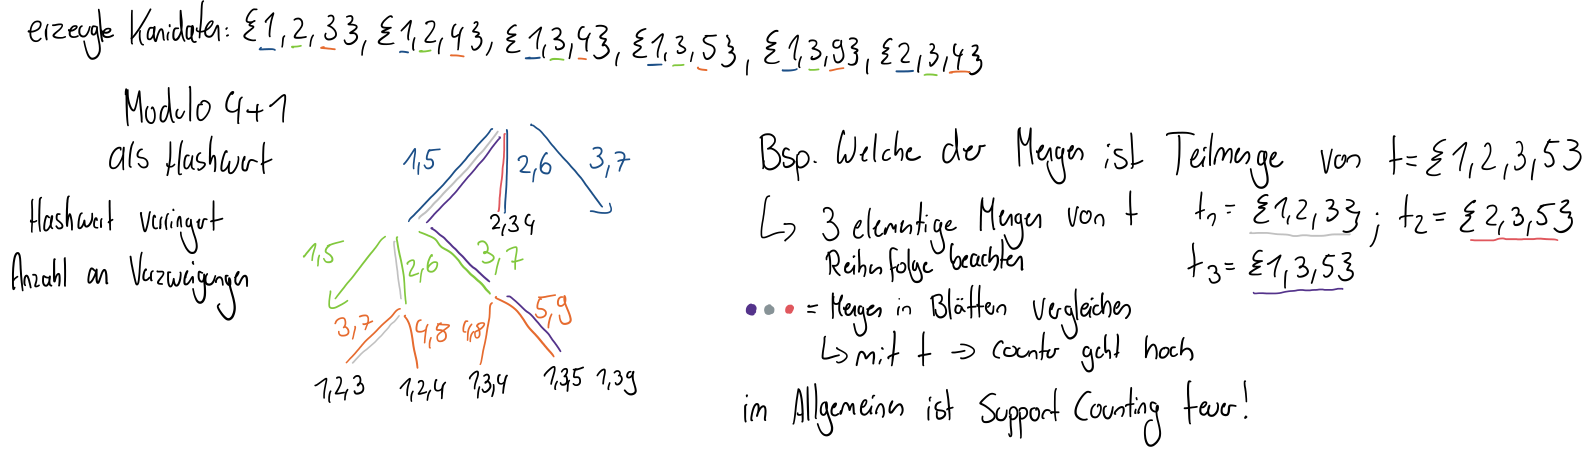 erzeugte Kanidaten: {1,2,3}, {1,2,4}, {1,3,4}, {1,3,5}, {1,3,9}, {2,3,4}
Modulo 4+1
als Hashwert
Hashwert verringert
Anzahl an Verzweigungen
1,5
2,6
3,7
2,3 4
1,5
2,6
3,7
3,7
4,8
4,8
5,9
1,2,3
1,2,4
1,3,4
1,3,5
1,3 9
Bsp. Welche der Mengen ist Teilmenge von t={1,2,3,5}
↳ 3 elementige Mengen von t
Reihenfolge beachten
t₁ = {1,2,3} ; t₂ = {2,3,5}
t₃ = {1,3,5}
= Mengen in Blättern vergleichen
↳ mit t → counter geht hoch
im Allgemeinen ist Support Counting teuer!